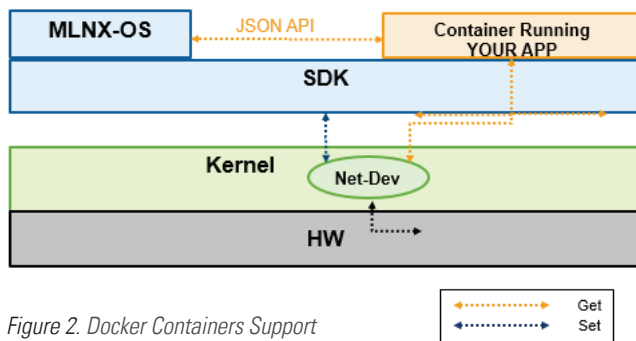 MLNX-OS
JSON API
Container Running
YOUR APP
SDK
Kernel
Net-Dev
HW
Figure 2. Docker Containers Support
Get
Set